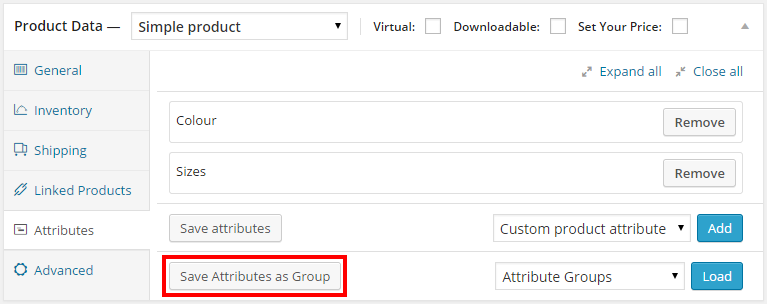 Product Data — Simple product Virtual: Downloadable: Set Your Price:
General
Inventory
Shipping
Linked Products
Attributes
Advanced
Expand all Close all
Colour Remove
Sizes Remove
Save attributes Custom product attribute Add
Save Attributes as Group Attribute Groups Load